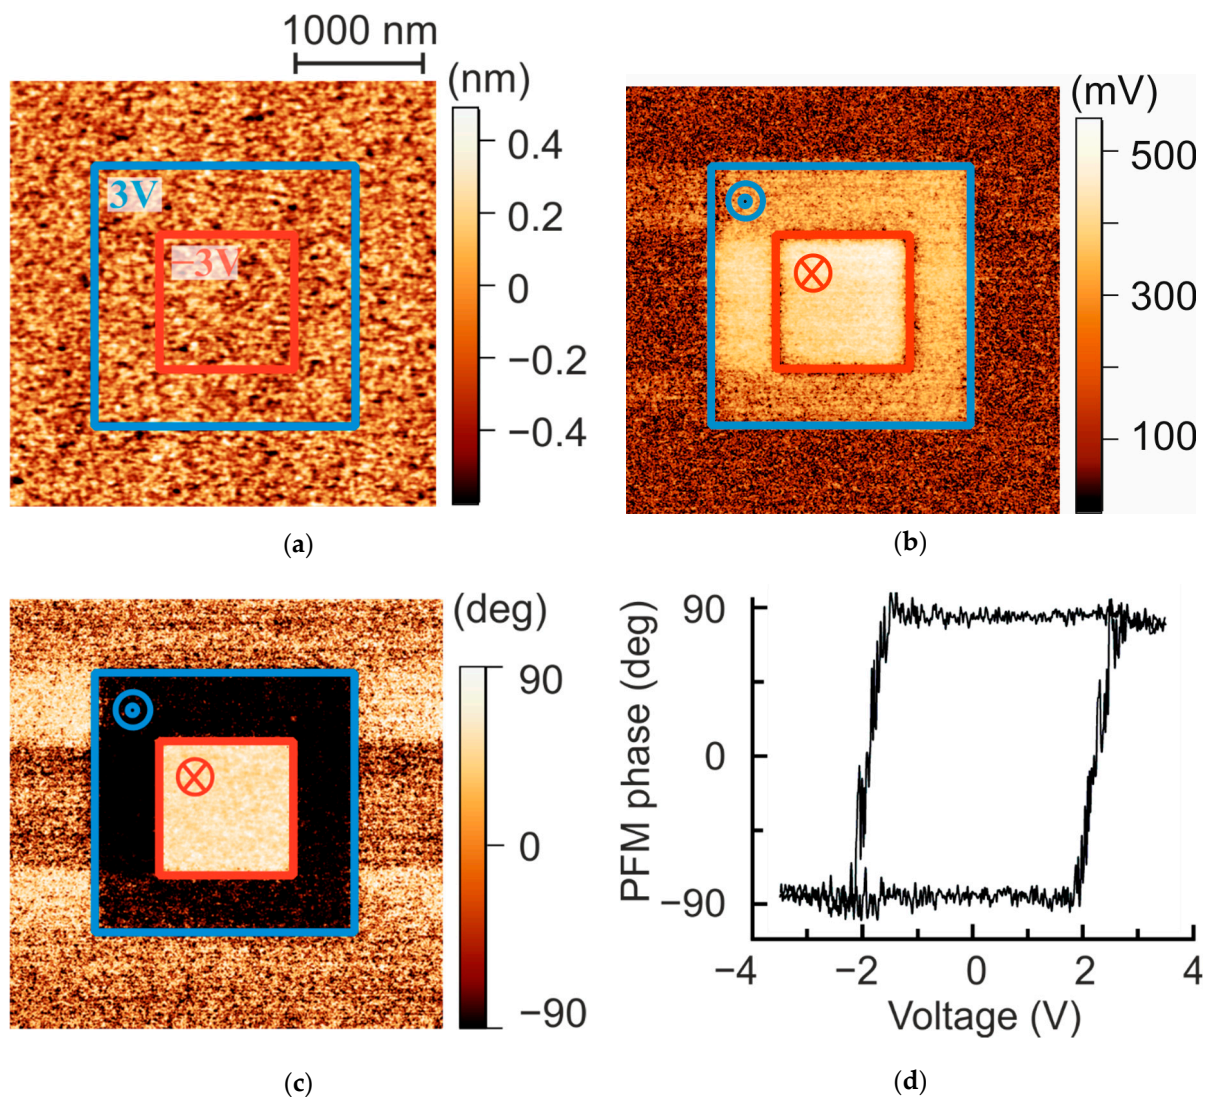 1000 nm
(nm)
0.4
0.2
0
−0.2
−0.4
3V
−3V
(a)
(mV)
500
300
100
(b)
(deg)
90
0
−90
(c)
PFM phase (deg)
90
0
−90
−4
−2
0
2
4
Voltage (V)
(d)